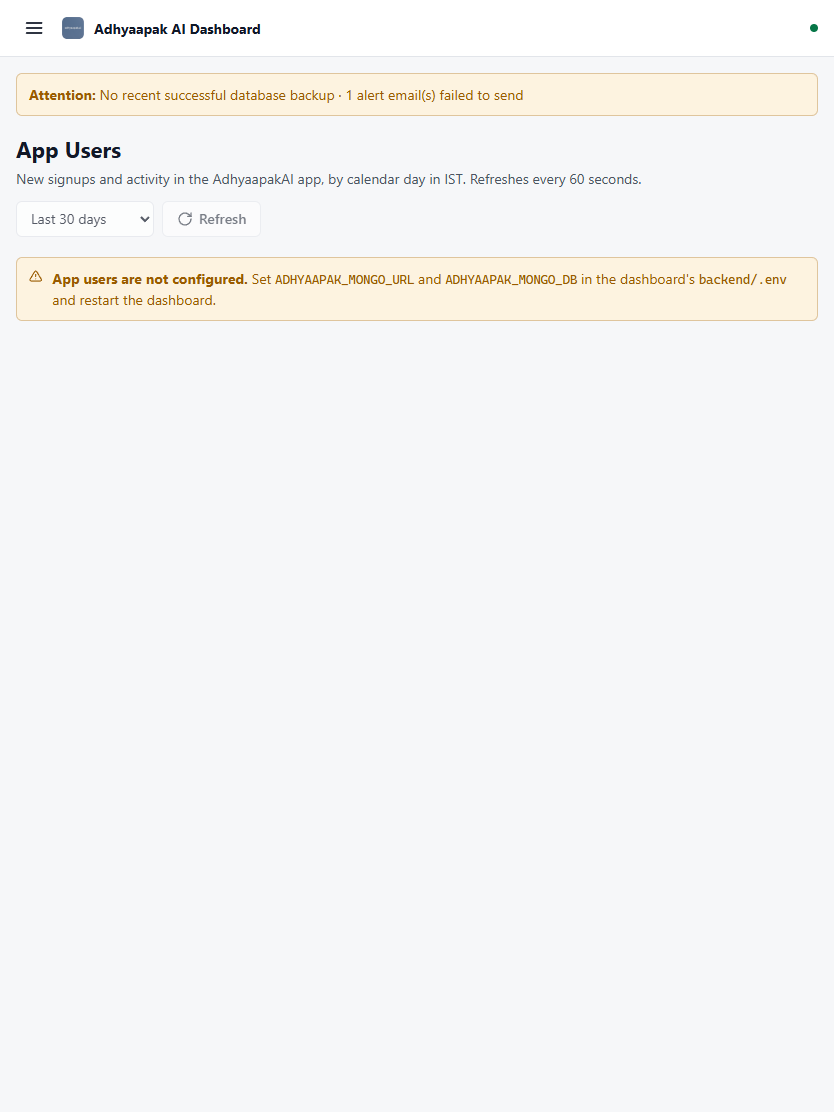 Adhyaapak AI Dashboard
Attention: No recent successful database backup · 1 alert email(s) failed to send
App Users
New signups and activity in the AdhyaapakAI app, by calendar day in IST. Refreshes every 60 seconds.
Last 30 days
Refresh
App users are not configured. Set ADHYAAPAK_MONGO_URL and ADHYAAPAK_MONGO_DB in the dashboard's backend/.env
and restart the dashboard.